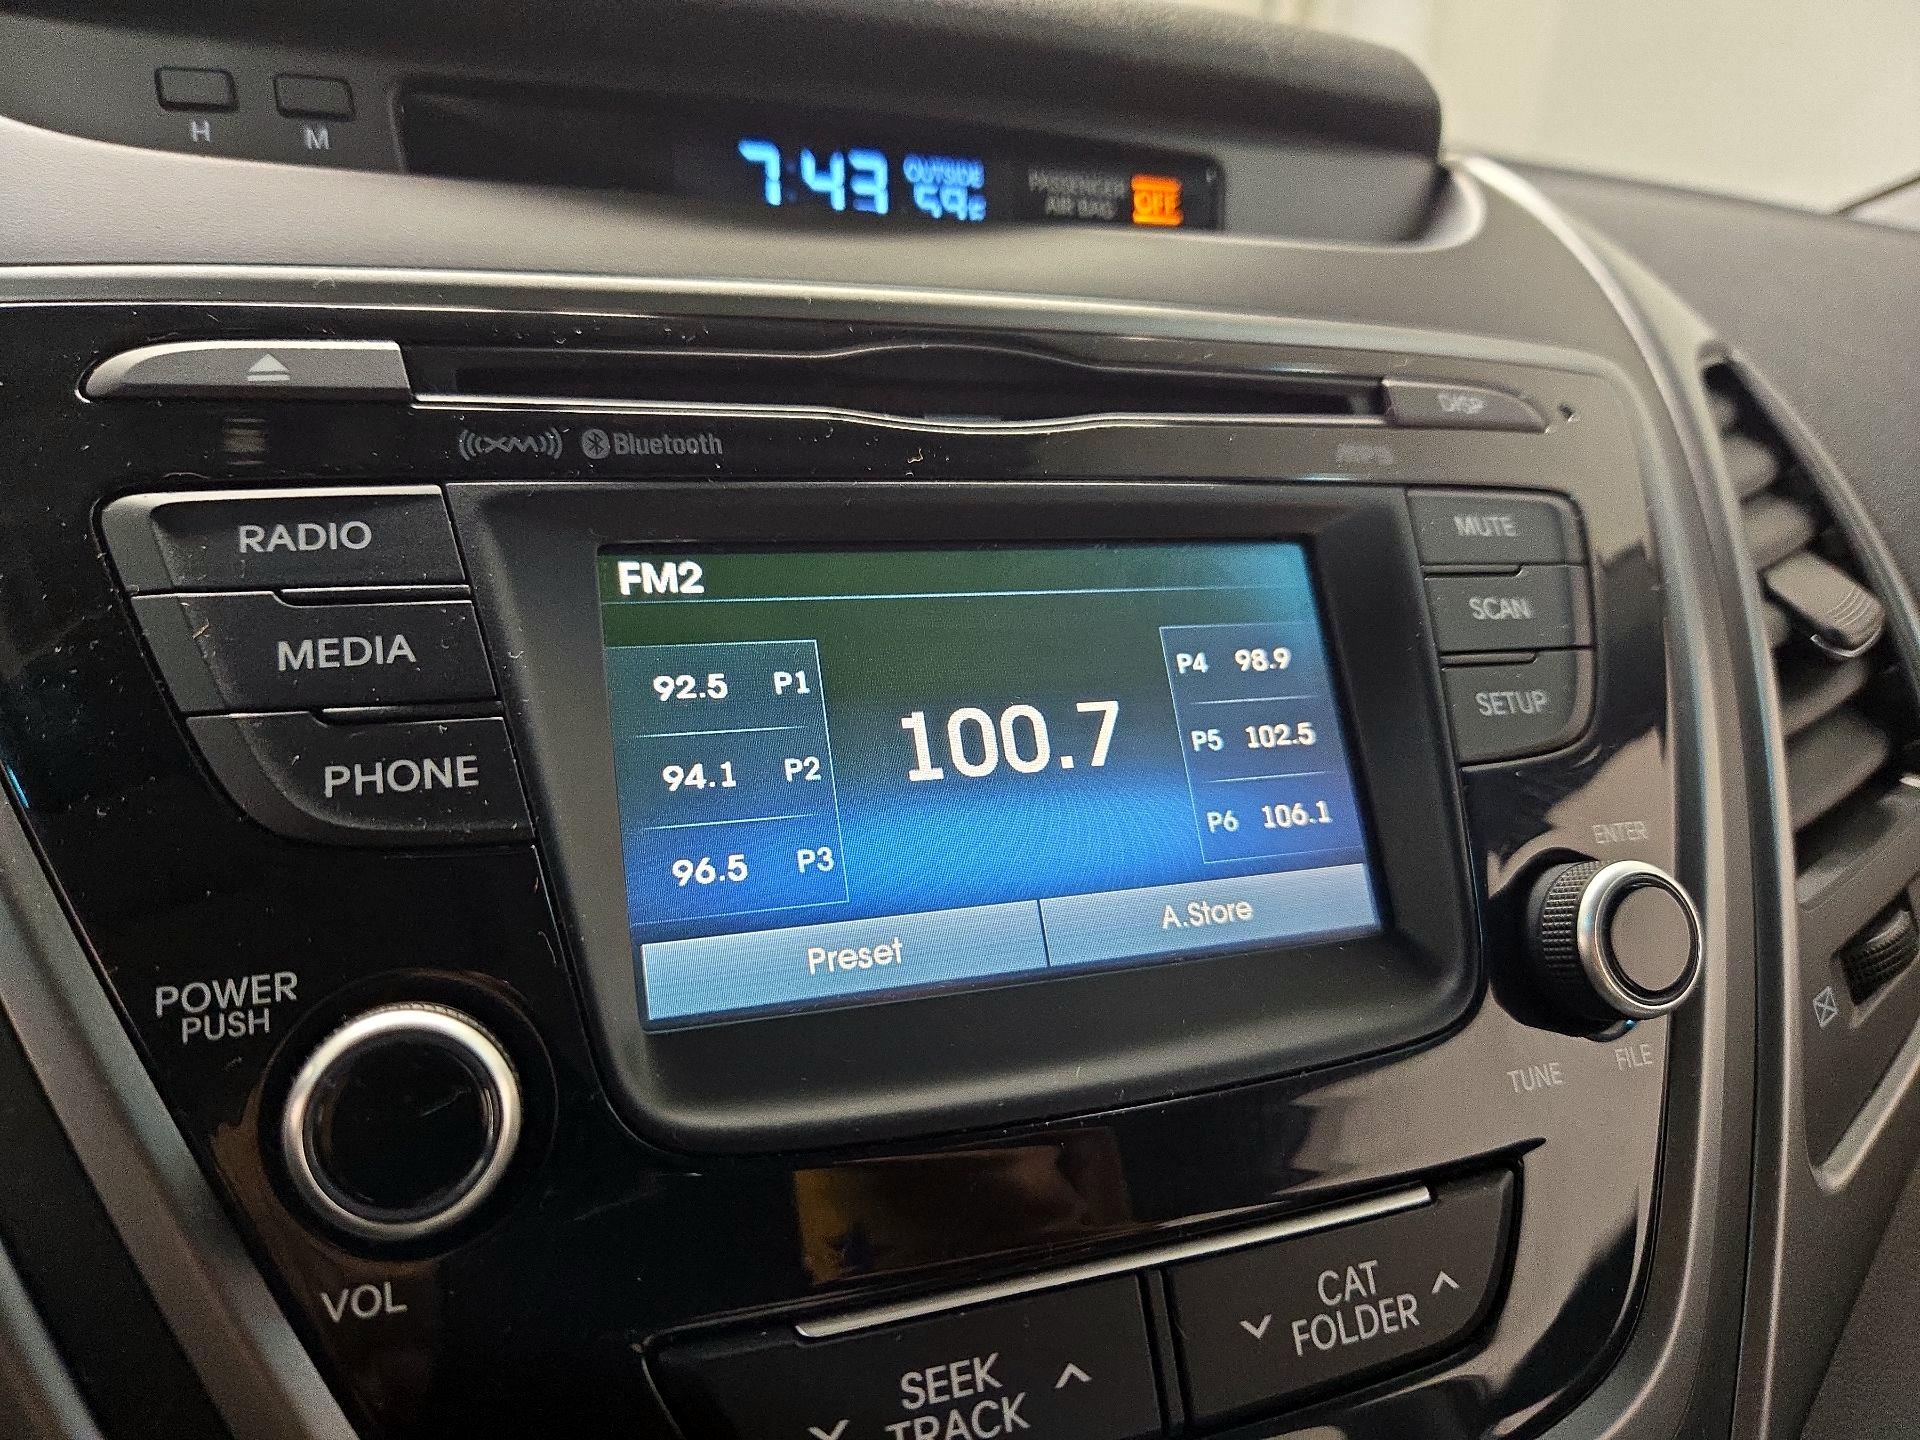 H
M
7:43
OUTSIDE
PASSENGER
AIR BAG
OFF
DISP
XM
Bluetooth
RADIO
MEDIA
PHONE
MUTE
SCAN
SETUP
FM2
92.5 P1
94.1 P2
96.5 P3
100.7
P4 98.9
P5 102.5
P6 106.1
Preset
A.Store
ENTER
TUNE
FILE
POWER
PUSH
VOL
CAT
FOLDER
SEEK
TRACK